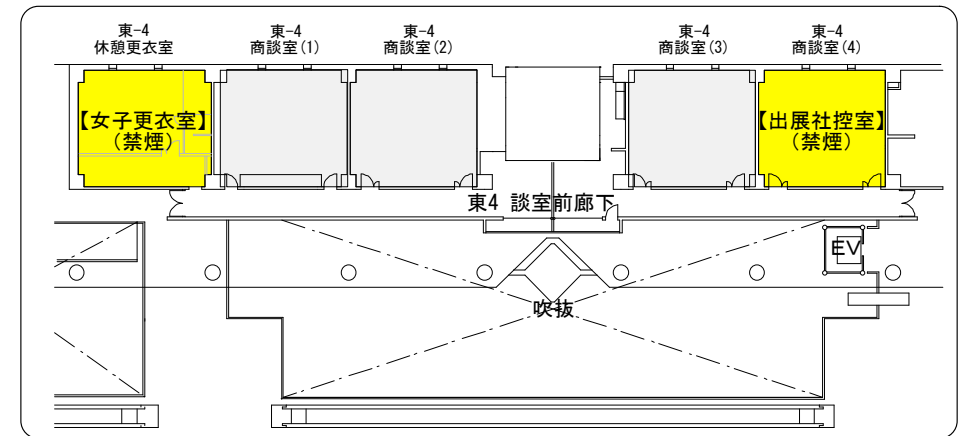 東-4
休憩更衣室
東-4
商談室(1)
東-4
商談室(2)
東-4
商談室(3)
東-4
商談室(4)
【女子更衣室】
(禁煙)
【出展社控室】
(禁煙)
東4 談室前廊下
EV
吹抜